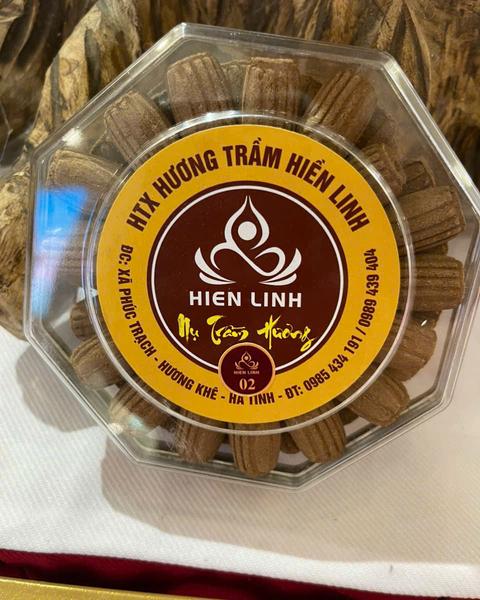 HTX HƯƠNG TRẦM HIỀN LINH
HIEN LINH
Nụ Trầm Hương
HIEN LINH
02
ĐC: XÃ PHÚC TRẠCH - HƯƠNG KHÊ - HÀ TĨNH - ĐT: 0985 434 191 / 0989 439 404